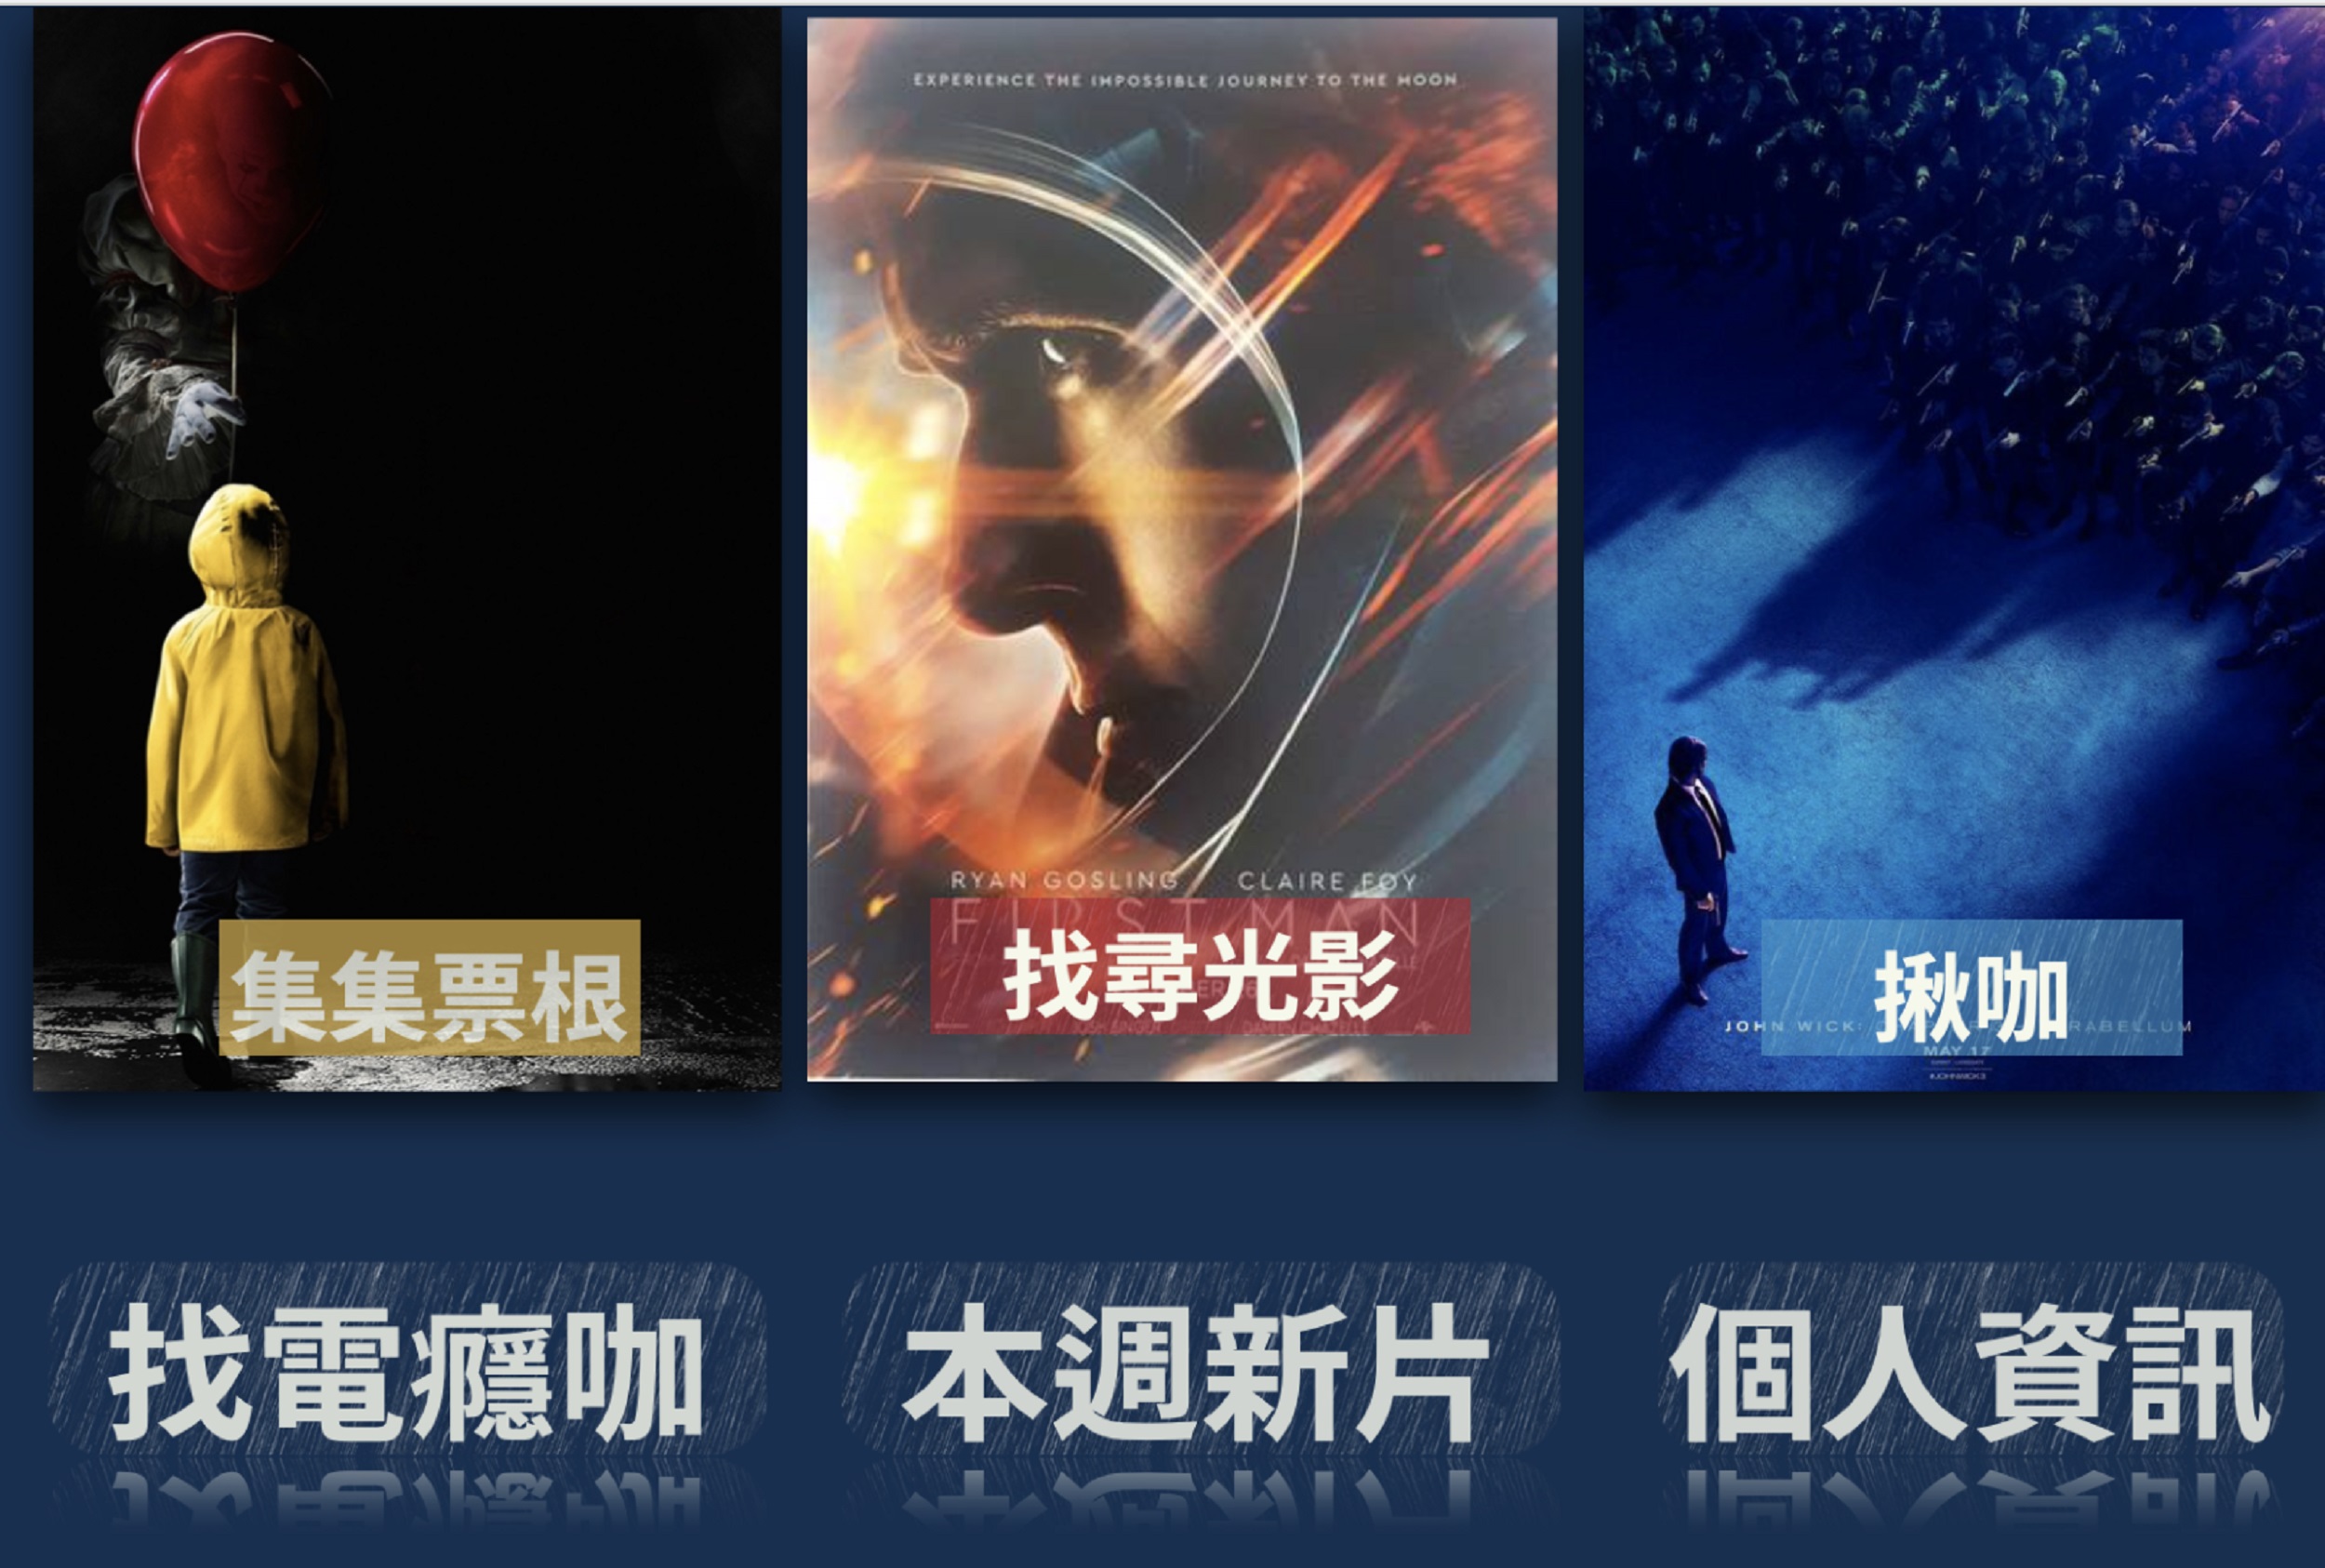 EXPERIENCE THE IMPOSSIBLE JOURNEY TO THE MOON
RYAN GOSLING CLAIRE FOY
FIRST MAN
集集票根
找尋光影
揪咖
JOHN WICK: RABELLUM
MAY 17
#JOHNWICK3
找電癮咖
本週新片
個人資訊